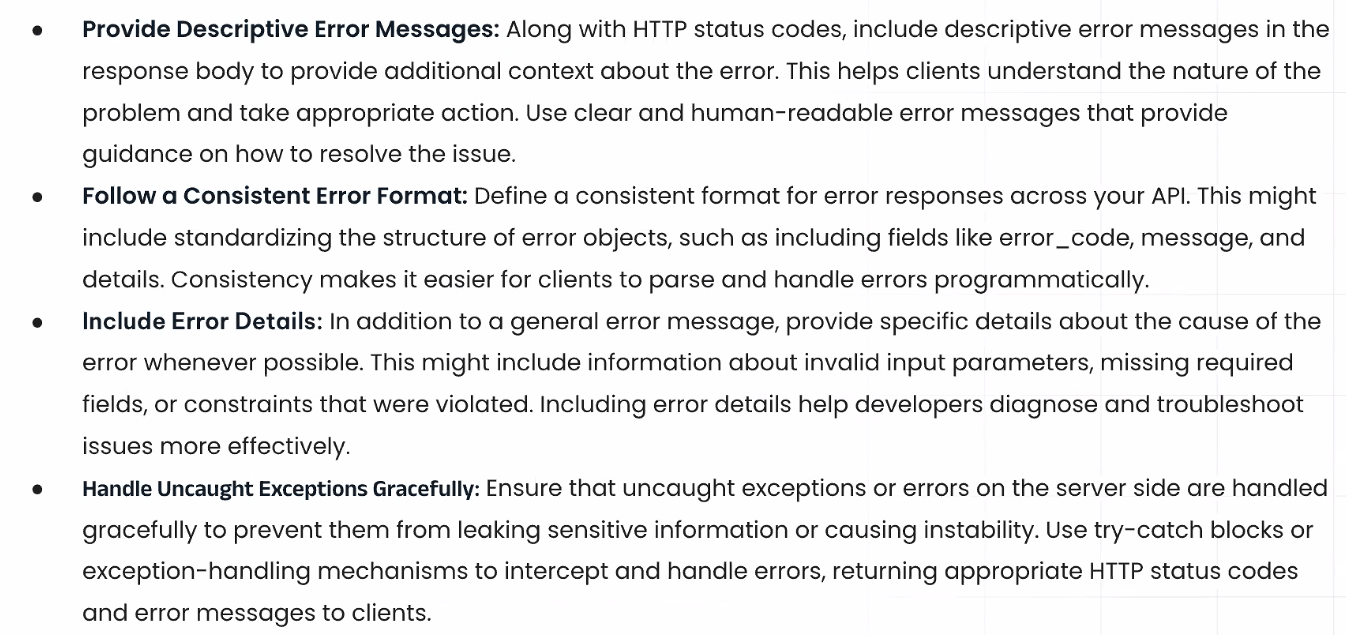 ● Provide Descriptive Error Messages: Along with HTTP status codes, include descriptive error messages in the
response body to provide additional context about the error. This helps clients understand the nature of the
problem and take appropriate action. Use clear and human-readable error messages that provide
guidance on how to resolve the issue.
● Follow a Consistent Error Format: Define a consistent format for error responses across your API. This might
include standardizing the structure of error objects, such as including fields like error_code, message, and
details. Consistency makes it easier for clients to parse and handle errors programmatically.
● Include Error Details: In addition to a general error message, provide specific details about the cause of the
error whenever possible. This might include information about invalid input parameters, missing required
fields, or constraints that were violated. Including error details help developers diagnose and troubleshoot
issues more effectively.
● Handle Uncaught Exceptions Gracefully: Ensure that uncaught exceptions or errors on the server side are handled
gracefully to prevent them from leaking sensitive information or causing instability. Use try-catch blocks or
exception-handling mechanisms to intercept and handle errors, returning appropriate HTTP status codes
and error messages to clients.